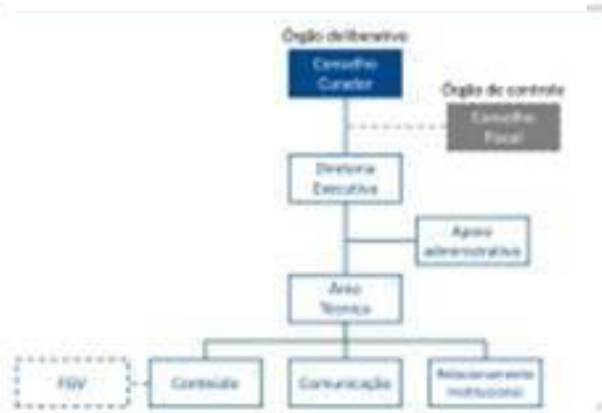 Órgão deliberativo
Conselho
Curador
Órgão de controle
Conselho
Fiscal
Diretoria
Executiva
Apoio
administrativo
Área
Técnica
FGV
Conteúdo
Comunicação
Relacionamento
Institucional